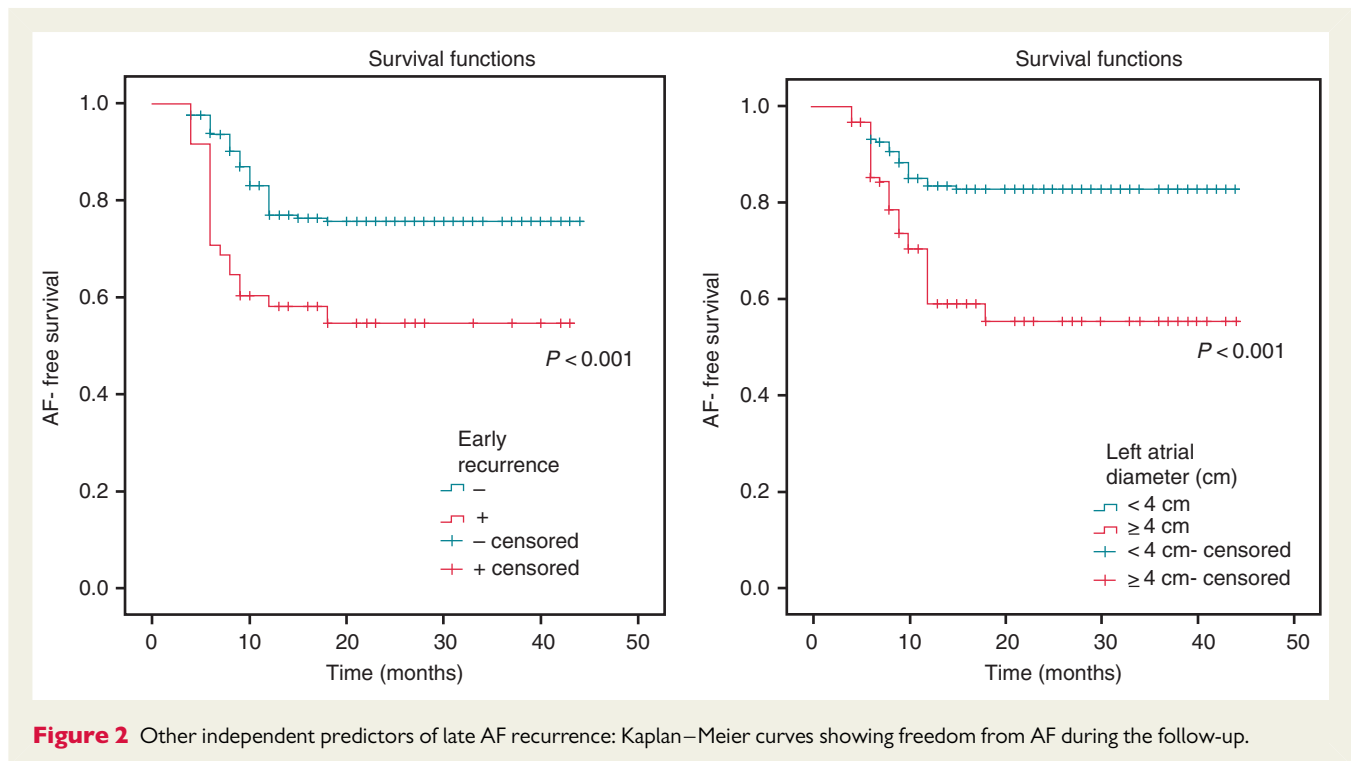 Survival functions
1.0
0.8
0.6
0.4
0.2
0.0
AF- free survival
P < 0.001
Early
recurrence
–
+
– censored
+ censored
0 10 20 30 40 50
Time (months)
Survival functions
1.0
0.8
0.6
0.4
0.2
0.0
AF- free survival
P < 0.001
Left atrial
diameter (cm)
< 4 cm
≥ 4 cm
< 4 cm- censored
≥ 4 cm- censored
0 10 20 30 40 50
Time (months)
Figure 2 Other independent predictors of late AF recurrence: Kaplan–Meier curves showing freedom from AF during the follow-up.